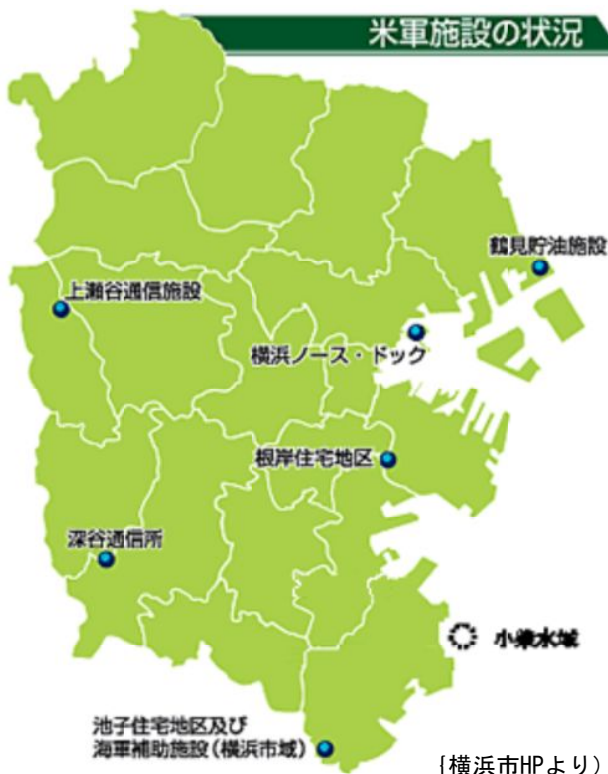 米軍施設の状況
鶴見貯油施設
上瀬谷通信施設
横浜ノース・ドック
根岸住宅地区
深谷通信所
小柴水域
池子住宅地区及び
海軍補助施設(横浜市域)
{横浜市HPより)